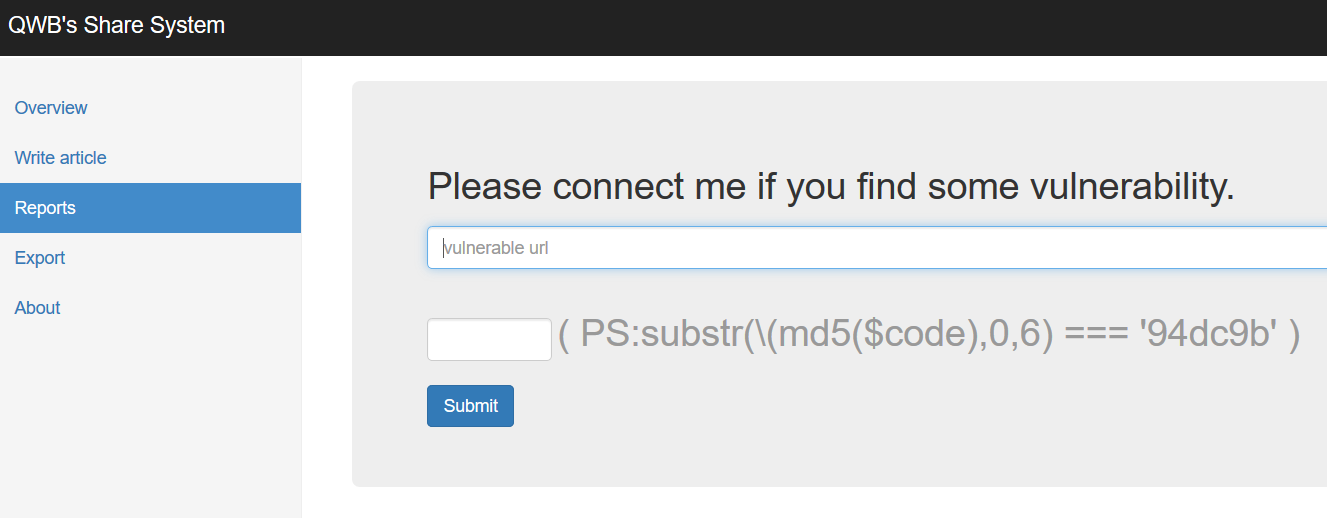 QWB's Share System
Overview
Write article
Reports
Export
About
Please connect me if you find some vulnerability.
vulnerable url
( PS:substr(\(md5($code),0,6) === '94dc9b' )
Submit